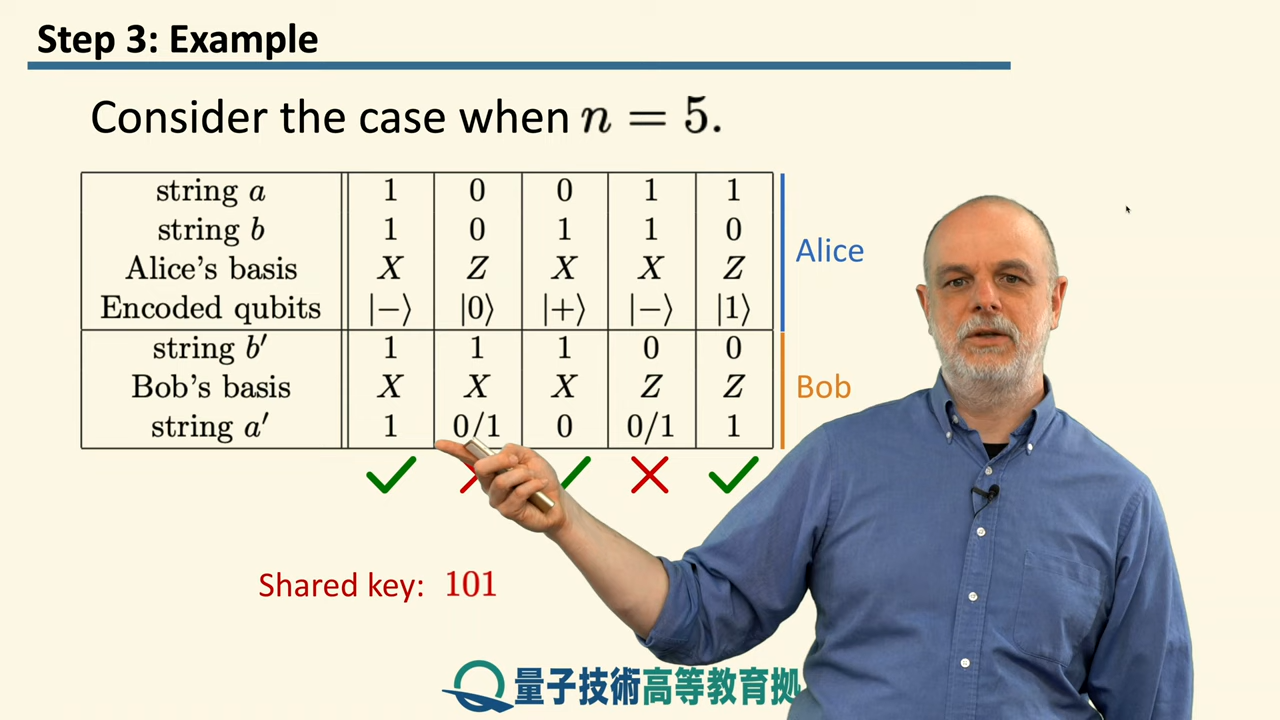 Step 3: Example
Consider the case when n = 5.
string a 1 0 0 1 1
string b 1 0 1 1 0
Alice's basis X Z X X Z
Encoded qubits |−⟩ |0⟩ |+⟩ |−⟩ |1⟩
Alice
string b′ 1 1 1 0 0
Bob's basis X X X Z Z
string a′ 1 0/1 0 0/1 1
Bob
Shared key: 101
量子技術高等教育拠